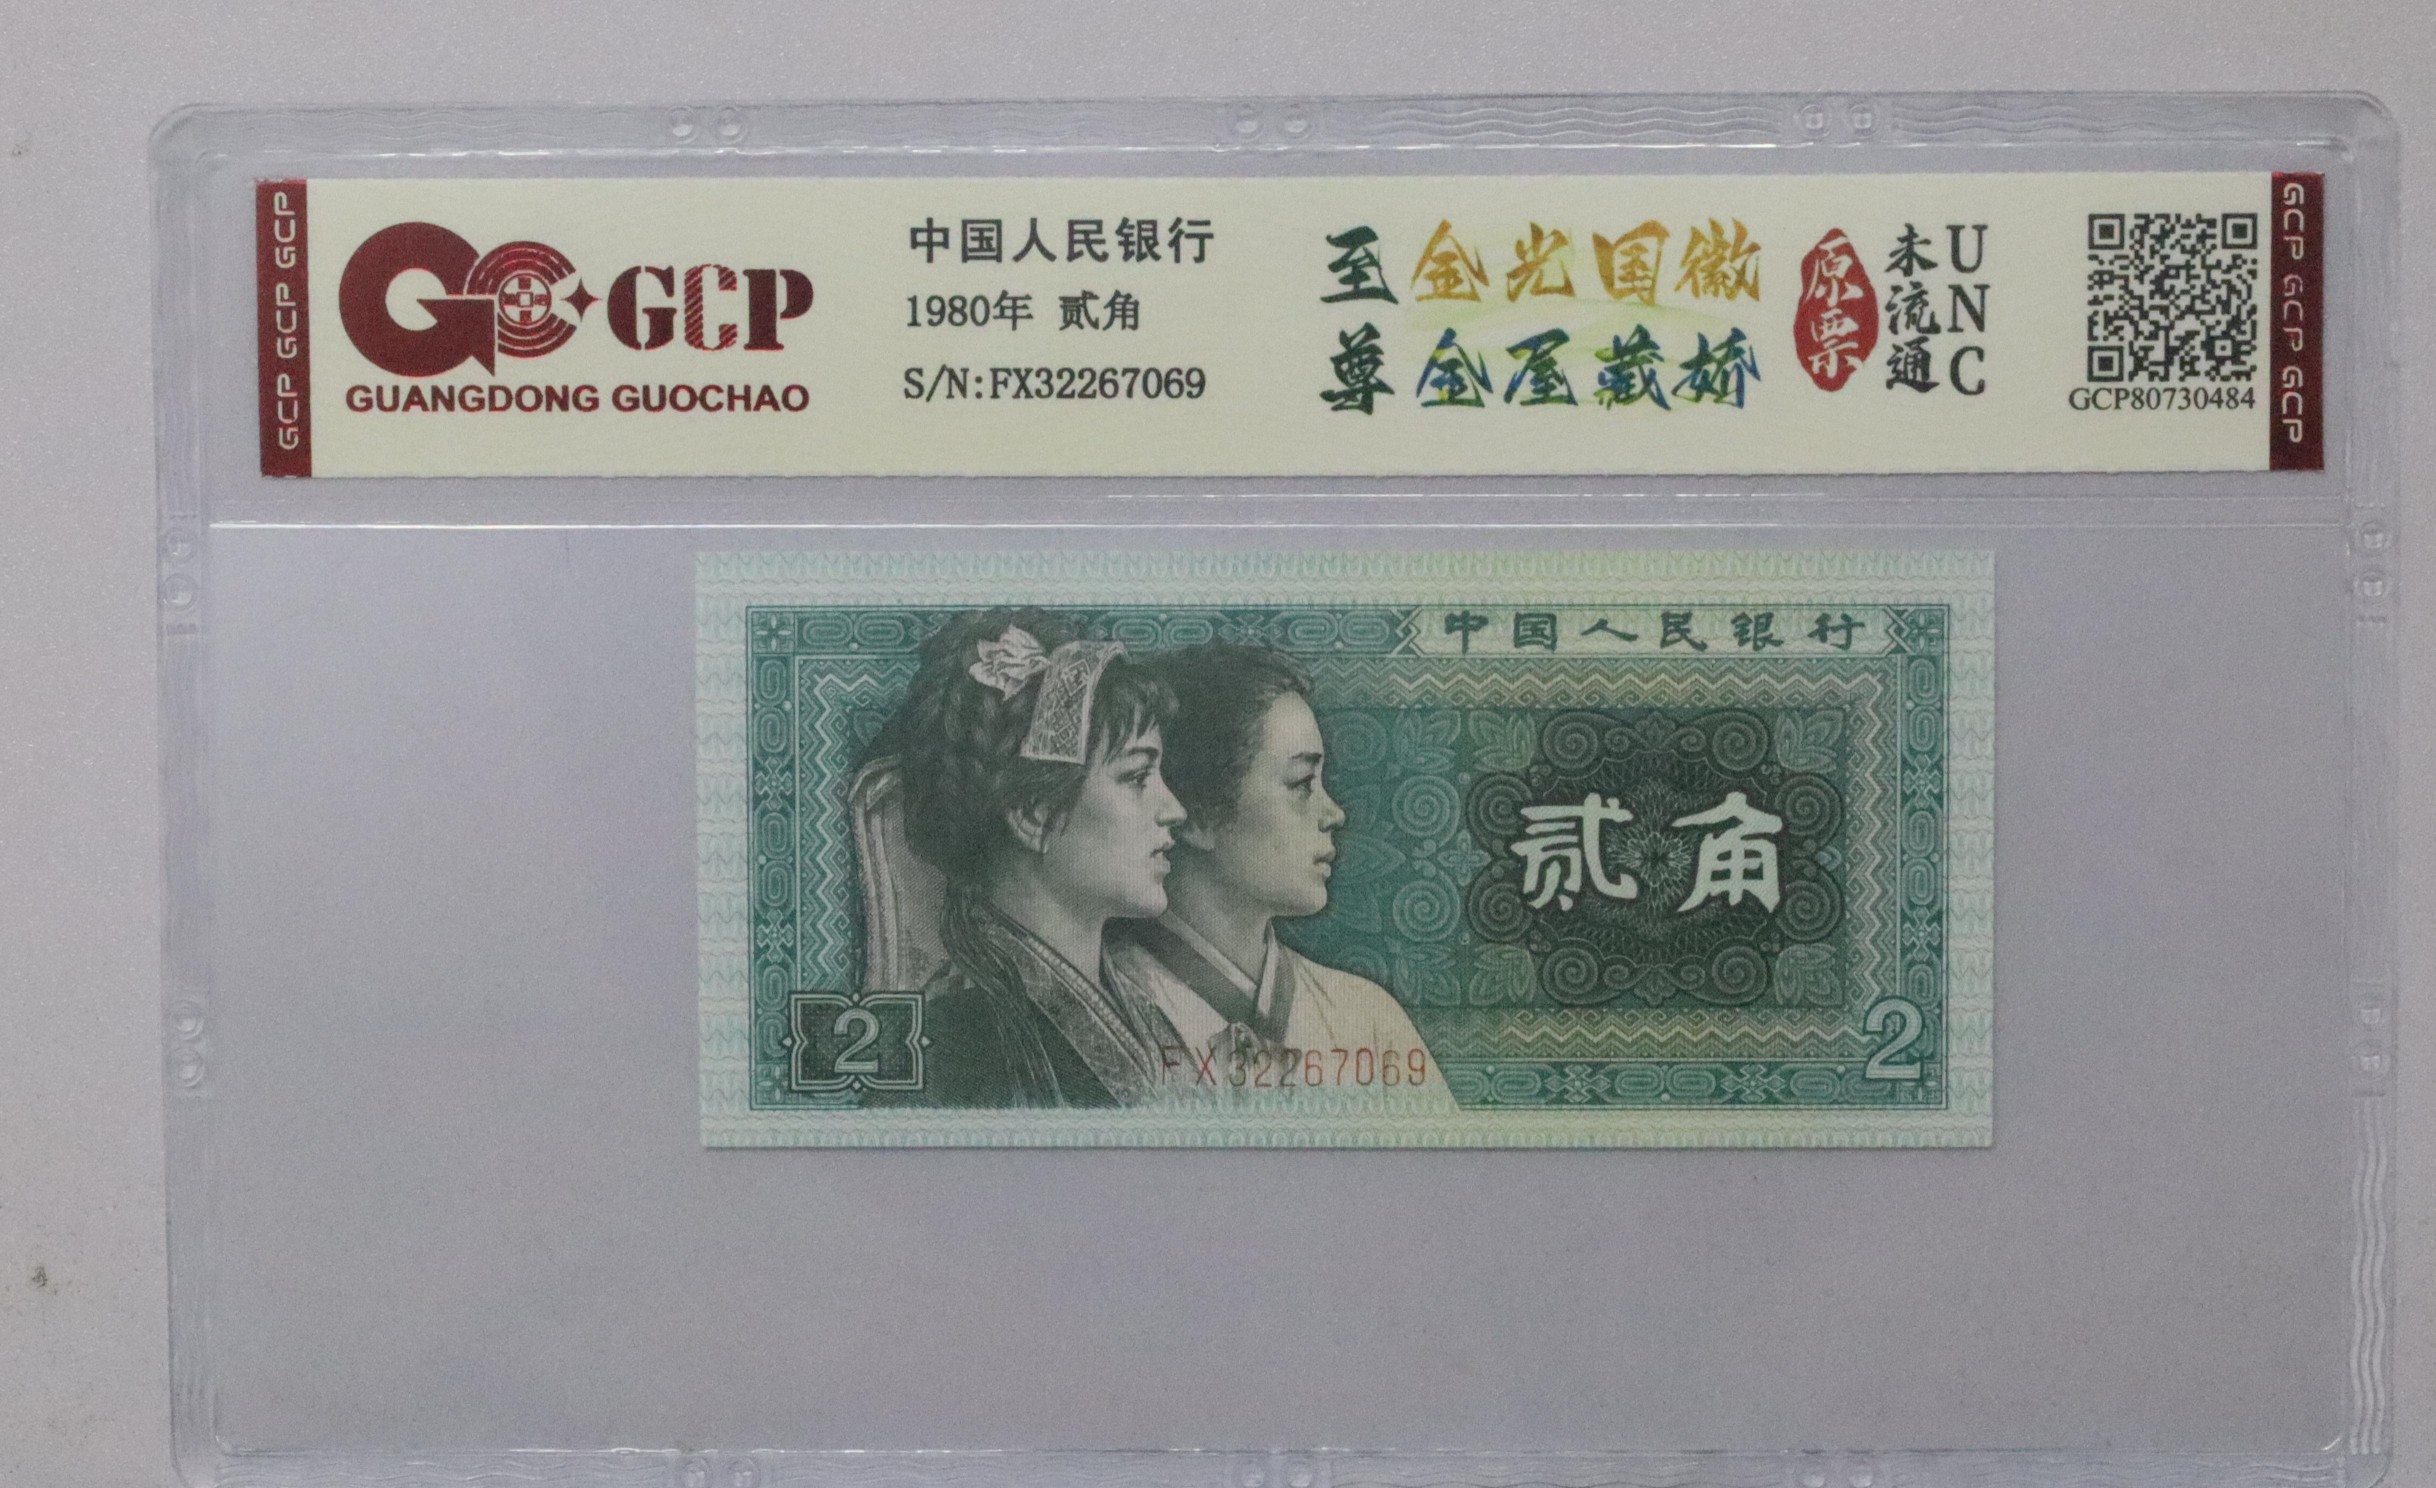 GCP GCP GCP
GCP
GUANGDONG GUOCHAO
中国人民银行
1980年 贰角
S/N:FX32267069
至尊
金光国徽
金屋藏娇
原票
未流通
UNC
GCP80730484
GCP GCP GCP
中国人民银行
贰角
2
FX32267069
2